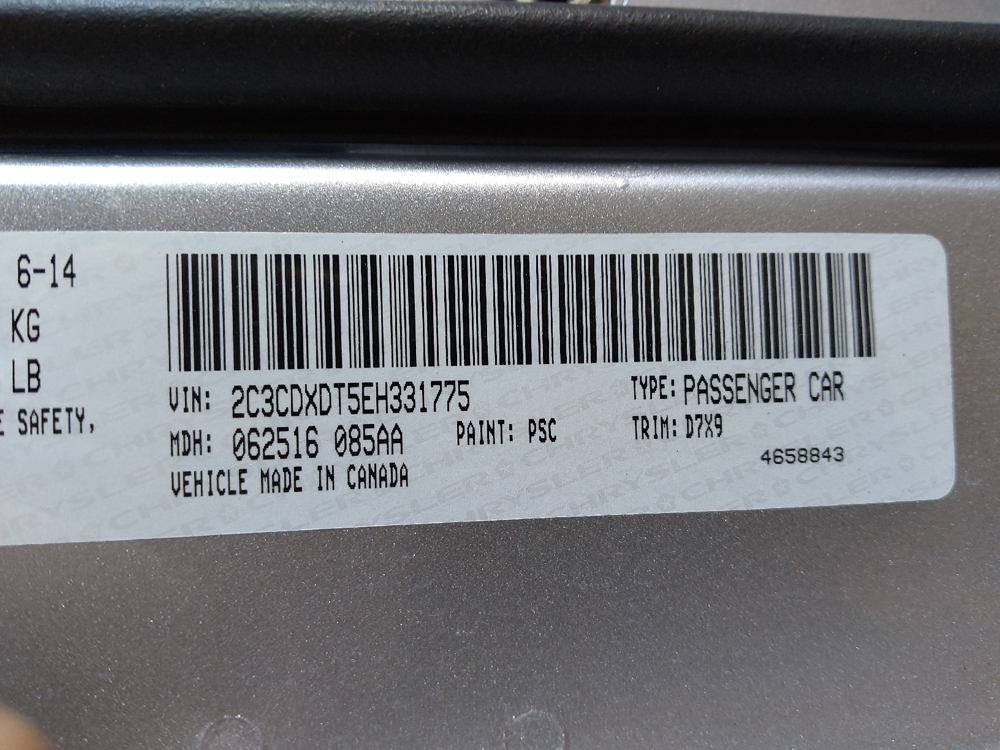 6-14
KG
LB
E SAFETY,
VIN: 2C3CDXDT5EH331775
TYPE: PASSENGER CAR
MDH: 062516 085AA
PAINT: PSC
TRIM: D7X9
VEHICLE MADE IN CANADA
4658843